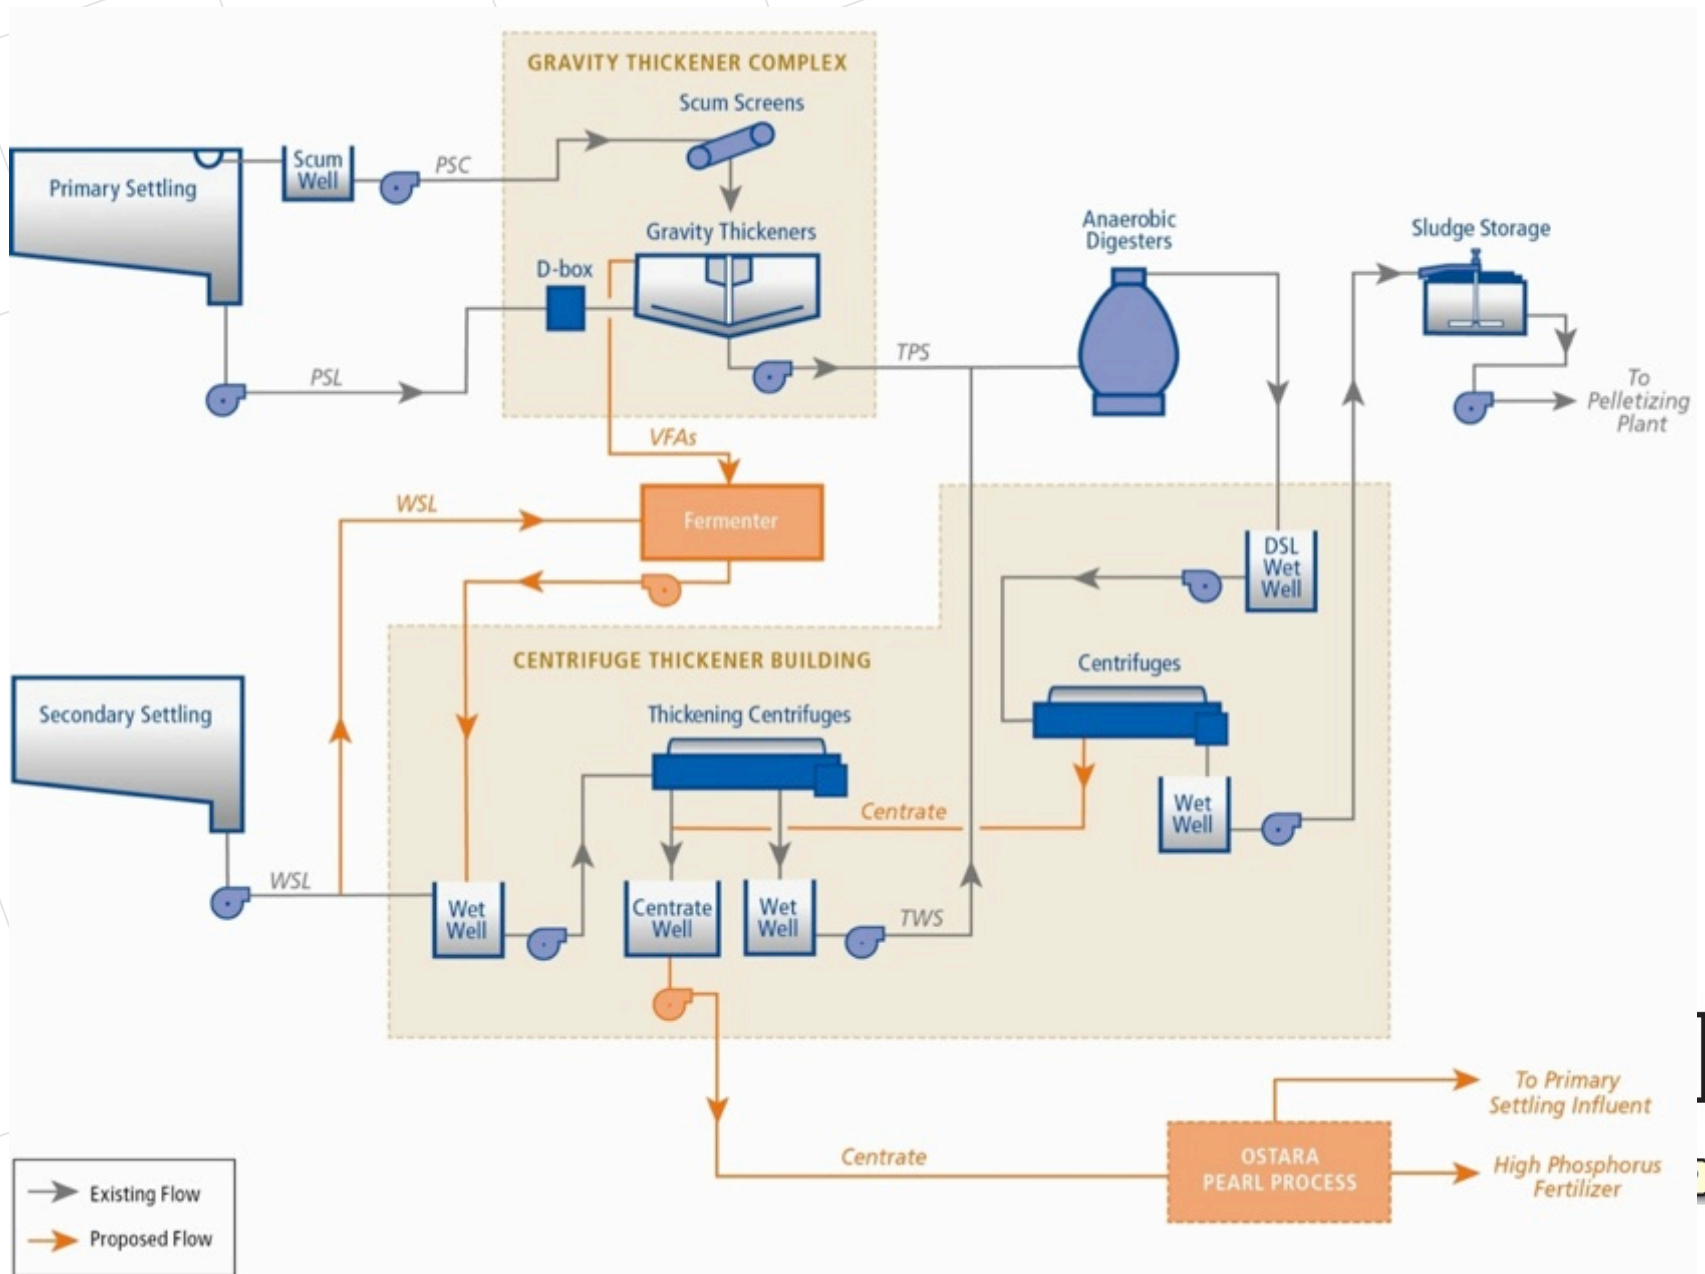 GRAVITY THICKENER COMPLEX
Scum Screens
Scum
Well
PSC
Primary Settling
Gravity Thickeners
D-box
Anaerobic
Digesters
Sludge Storage
TPS
PSL
To
Pelletizing
Plant
VFAs
WSL
Fermenter
DSL
Wet
Well
CENTRIFUGE THICKENER BUILDING
Centrifuges
Secondary Settling
Thickening Centrifuges
Centrate
Wet
Well
WSL
Wet
Well
Centrate
Well
Wet
Well
TWS
To Primary
Settling Influent
Centrate
OSTARA
PEARL PROCESS
High Phosphorus
Fertilizer
Existing Flow
Proposed Flow